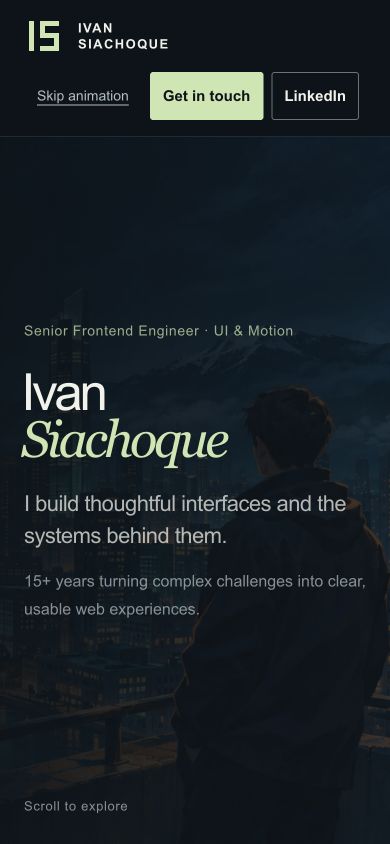 IS IVAN
SIACHOQUE
Skip animation
Get in touch
LinkedIn
Senior Frontend Engineer · UI & Motion
Ivan
Siachoque
I build thoughtful interfaces and the
systems behind them.
15+ years turning complex challenges into clear,
usable web experiences.
Scroll to explore